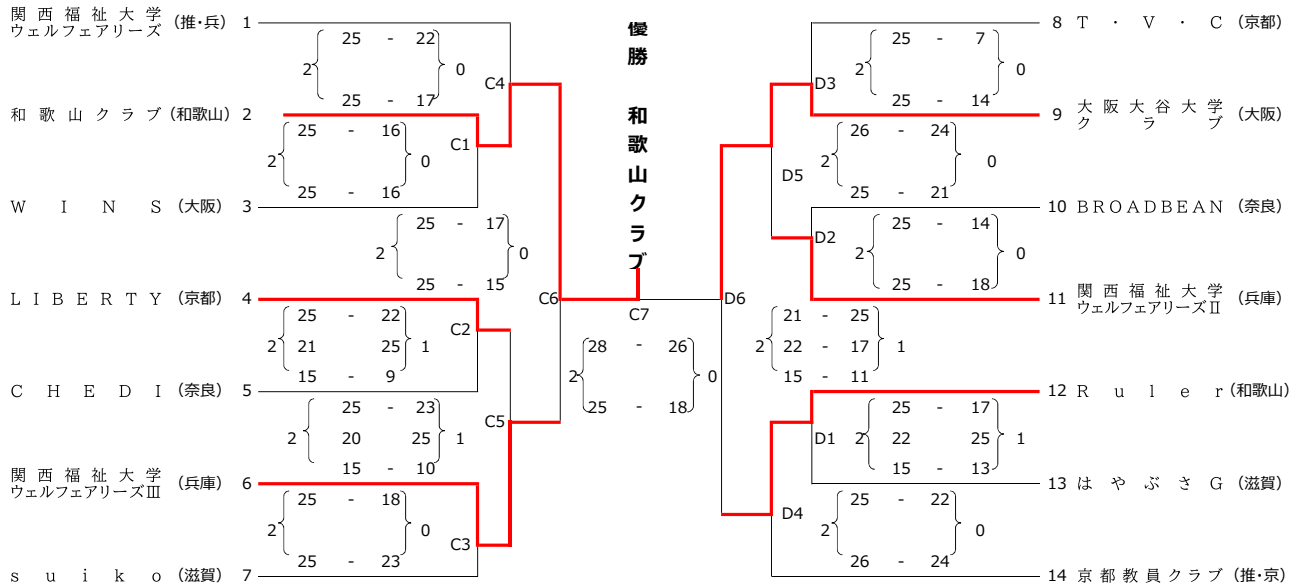 関西福祉大学
ウェルフェアリーズ (推・兵) 1
25 - 22
2 0
25 - 17
C4
和歌山クラブ (和歌山) 2
25 - 16
2 0
25 - 16
C1
WINS (大阪) 3
25 - 17
2 0
25 - 15
LIBERTY (京都) 4
25 - 22
2 21 25 1
15 - 9
C2
CHEDI (奈良) 5
25 - 23
2 20 25 1
15 - 10
C5
関西福祉大学
ウェルフェアリーズⅢ (兵庫) 6
25 - 18
2 0
25 - 23
C3
suiko (滋賀) 7
C6
優勝 和歌山クラブ
C7
28 - 26
2 0
25 - 18
8 T・V・C (京都)
25 - 7
2 0
25 - 14
D3
9 大阪大谷大学
クラブ (大阪)
26 - 24
2 0
25 - 21
D5
10 BROADBEAN (奈良)
25 - 14
2 0
25 - 18
D2
11 関西福祉大学
ウェルフェアリーズⅡ (兵庫)
D6
21 - 25
2 22 - 17 1
15 - 11
12 Ruler (和歌山)
25 - 17
2 22 25 1
15 - 13
D1
13 はやぶさG (滋賀)
D4
25 - 22
2 0
26 - 24
14 京都教員クラブ (推・京)